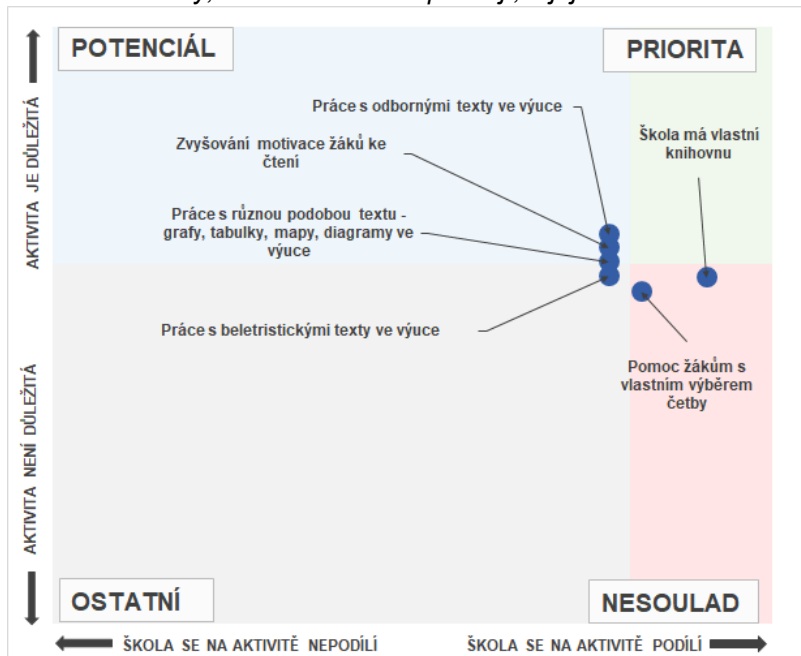 POTENCIÁL
PRIORITA
Práce s odbornými texty ve výuce
Zvyšování motivace žáků ke
čtení
Škola má vlastní
knihovnu
Práce s různou podobou textu -
grafy, tabulky, mapy, diagramy ve
výuce
Práce s beletristickými texty ve výuce
Pomoc žákům s
vlastním výběrem
četby
AKTIVITA JE DŮLEŽITÁ
AKTIVITA NENÍ DŮLEŽITÁ
OSTATNÍ
NESOULAD
ŠKOLA SE NA AKTIVITĚ NEPODÍLÍ
ŠKOLA SE NA AKTIVITĚ PODÍLÍ